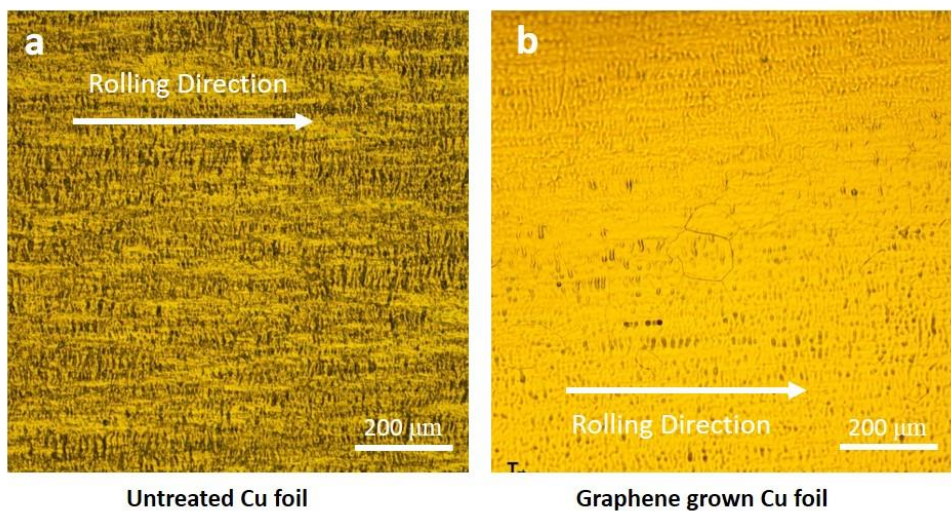 a
Rolling Direction
200 μm
Untreated Cu foil
b
Rolling Direction
200 μm
Graphene grown Cu foil